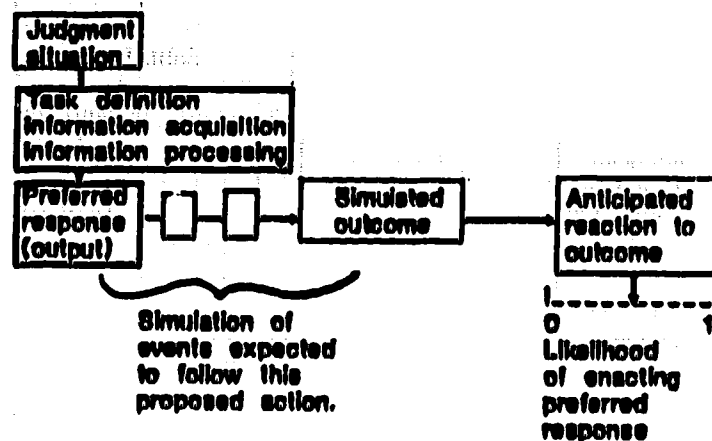 Judgment
situation
Task definition
Information acquisition
Information processing
Preferred
response
(output)
Simulated
outcome
Anticipated
reaction to
outcome
Simulation of
events expected
to follow this
proposed action.
0 1
Likelihood
of enacting
preferred
response